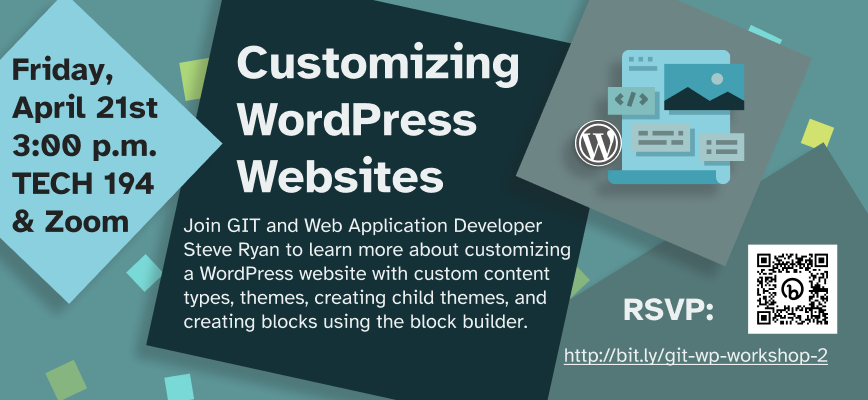 Friday,
April 21st
3:00 p.m.
TECH 194
& Zoom
Customizing
WordPress
Websites
Join GIT and Web Application Developer
Steve Ryan to learn more about customizing
a WordPress website with custom content
types, themes, creating child themes, and
creating blocks using the block builder.
RSVP:
http://bit.ly/git-wp-workshop-2